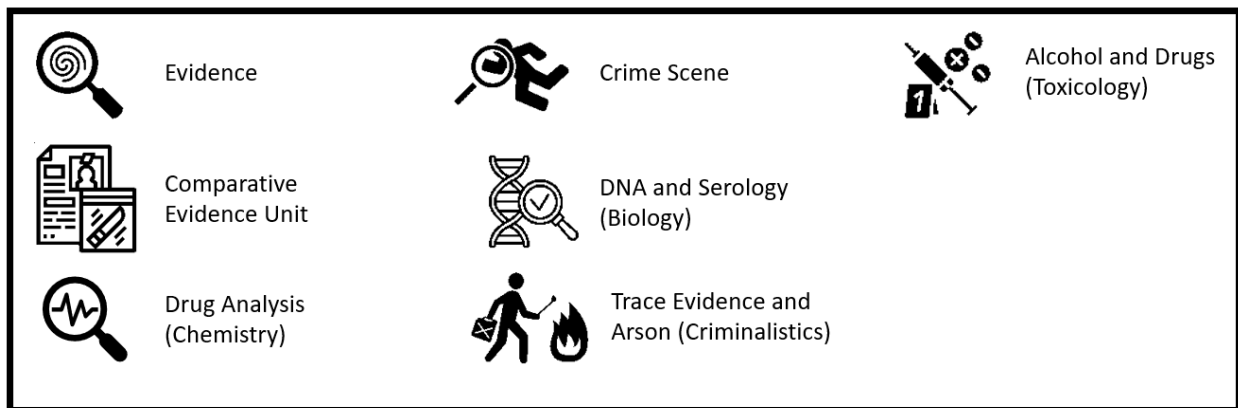 Evidence
Crime Scene
Alcohol and Drugs
(Toxicology)
1
Comparative
Evidence Unit
DNA and Serology
(Biology)
Drug Analysis
(Chemistry)
Trace Evidence and
Arson (Criminalistics)